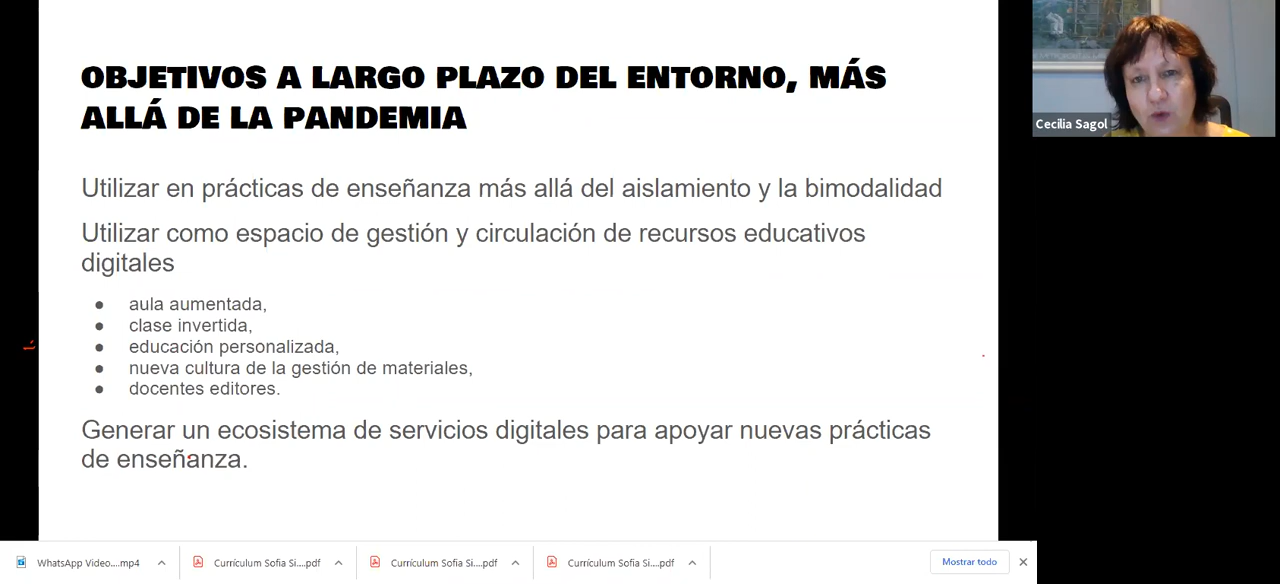 OBJETIVOS A LARGO PLAZO DEL ENTORNO, MÁS
ALLÁ DE LA PANDEMIA
Cecilia Sagol
Utilizar en prácticas de enseñanza más allá del aislamiento y la bimodalidad
Utilizar como espacio de gestión y circulación de recursos educativos
digitales
● aula aumentada,
● clase invertida,
● educación personalizada,
● nueva cultura de la gestión de materiales,
● docentes editores.
Generar un ecosistema de servicios digitales para apoyar nuevas prácticas
de enseñanza.
WhatsApp Video....mp4
Currículum Sofia Si....pdf
Currículum Sofia Si....pdf
Currículum Sofia Si....pdf
Mostrar todo